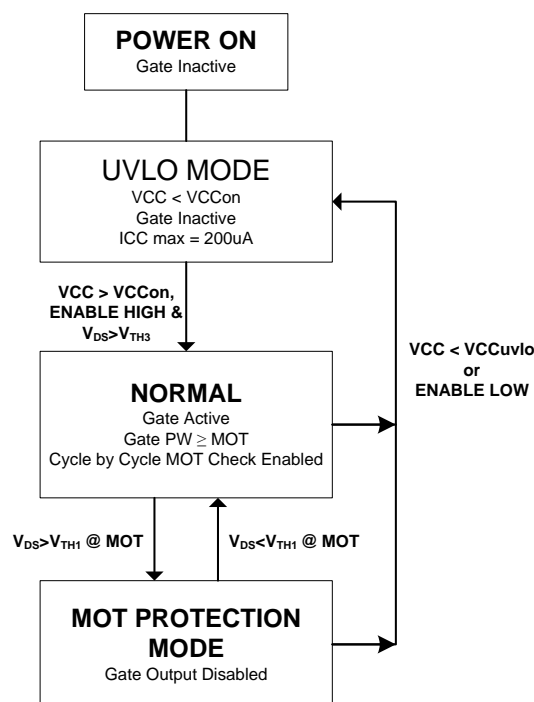 POWER ON
Gate Inactive
UVLO MODE
VCC < VCCon
Gate Inactive
ICC max = 200uA
VCC > VCCon,
ENABLE HIGH &
VDS>VTH3
VCC < VCCuvlo
or
ENABLE LOW
NORMAL
Gate Active
Gate PW ≥ MOT
Cycle by Cycle MOT Check Enabled
VDS>VTH1 @ MOT
VDS<VTH1 @ MOT
MOT PROTECTION
MODE
Gate Output Disabled